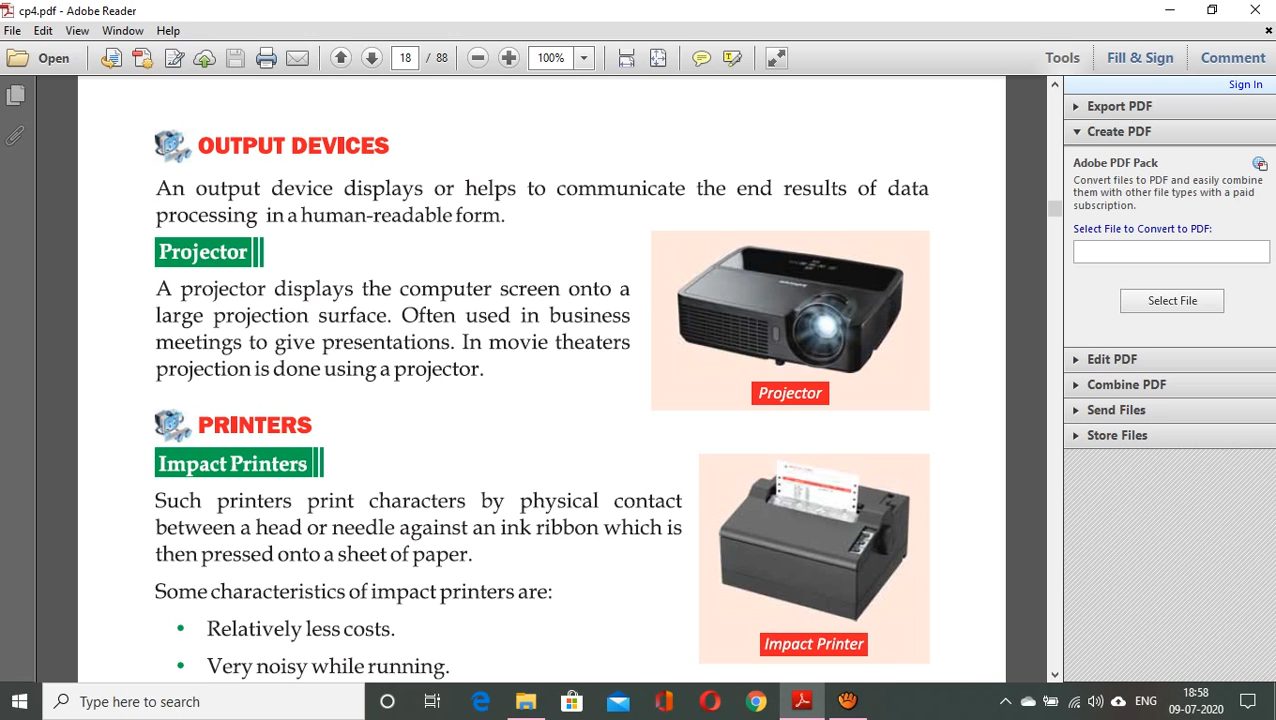 cp4.pdf - Adobe Reader
File Edit View Window Help
Open 18 / 88 100% Tools Fill & Sign Comment
Sign In
OUTPUT DEVICES
An output device displays or helps to communicate the end results of data
processing in a human-readable form.
Projector
A projector displays the computer screen onto a
large projection surface. Often used in business
meetings to give presentations. In movie theaters
projection is done using a projector.
Projector
PRINTERS
Impact Printers
Such printers print characters by physical contact
between a head or needle against an ink ribbon which is
then pressed onto a sheet of paper.
Some characteristics of impact printers are:
• Relatively less costs.
• Very noisy while running.
Impact Printer
Export PDF
Create PDF
Adobe PDF Pack
Convert files to PDF and easily combine
them with other file types with a paid
subscription.
Select File to Convert to PDF:
Select File
Edit PDF
Combine PDF
Send Files
Store Files
Type here to search
ENG
18:58
09-07-2020